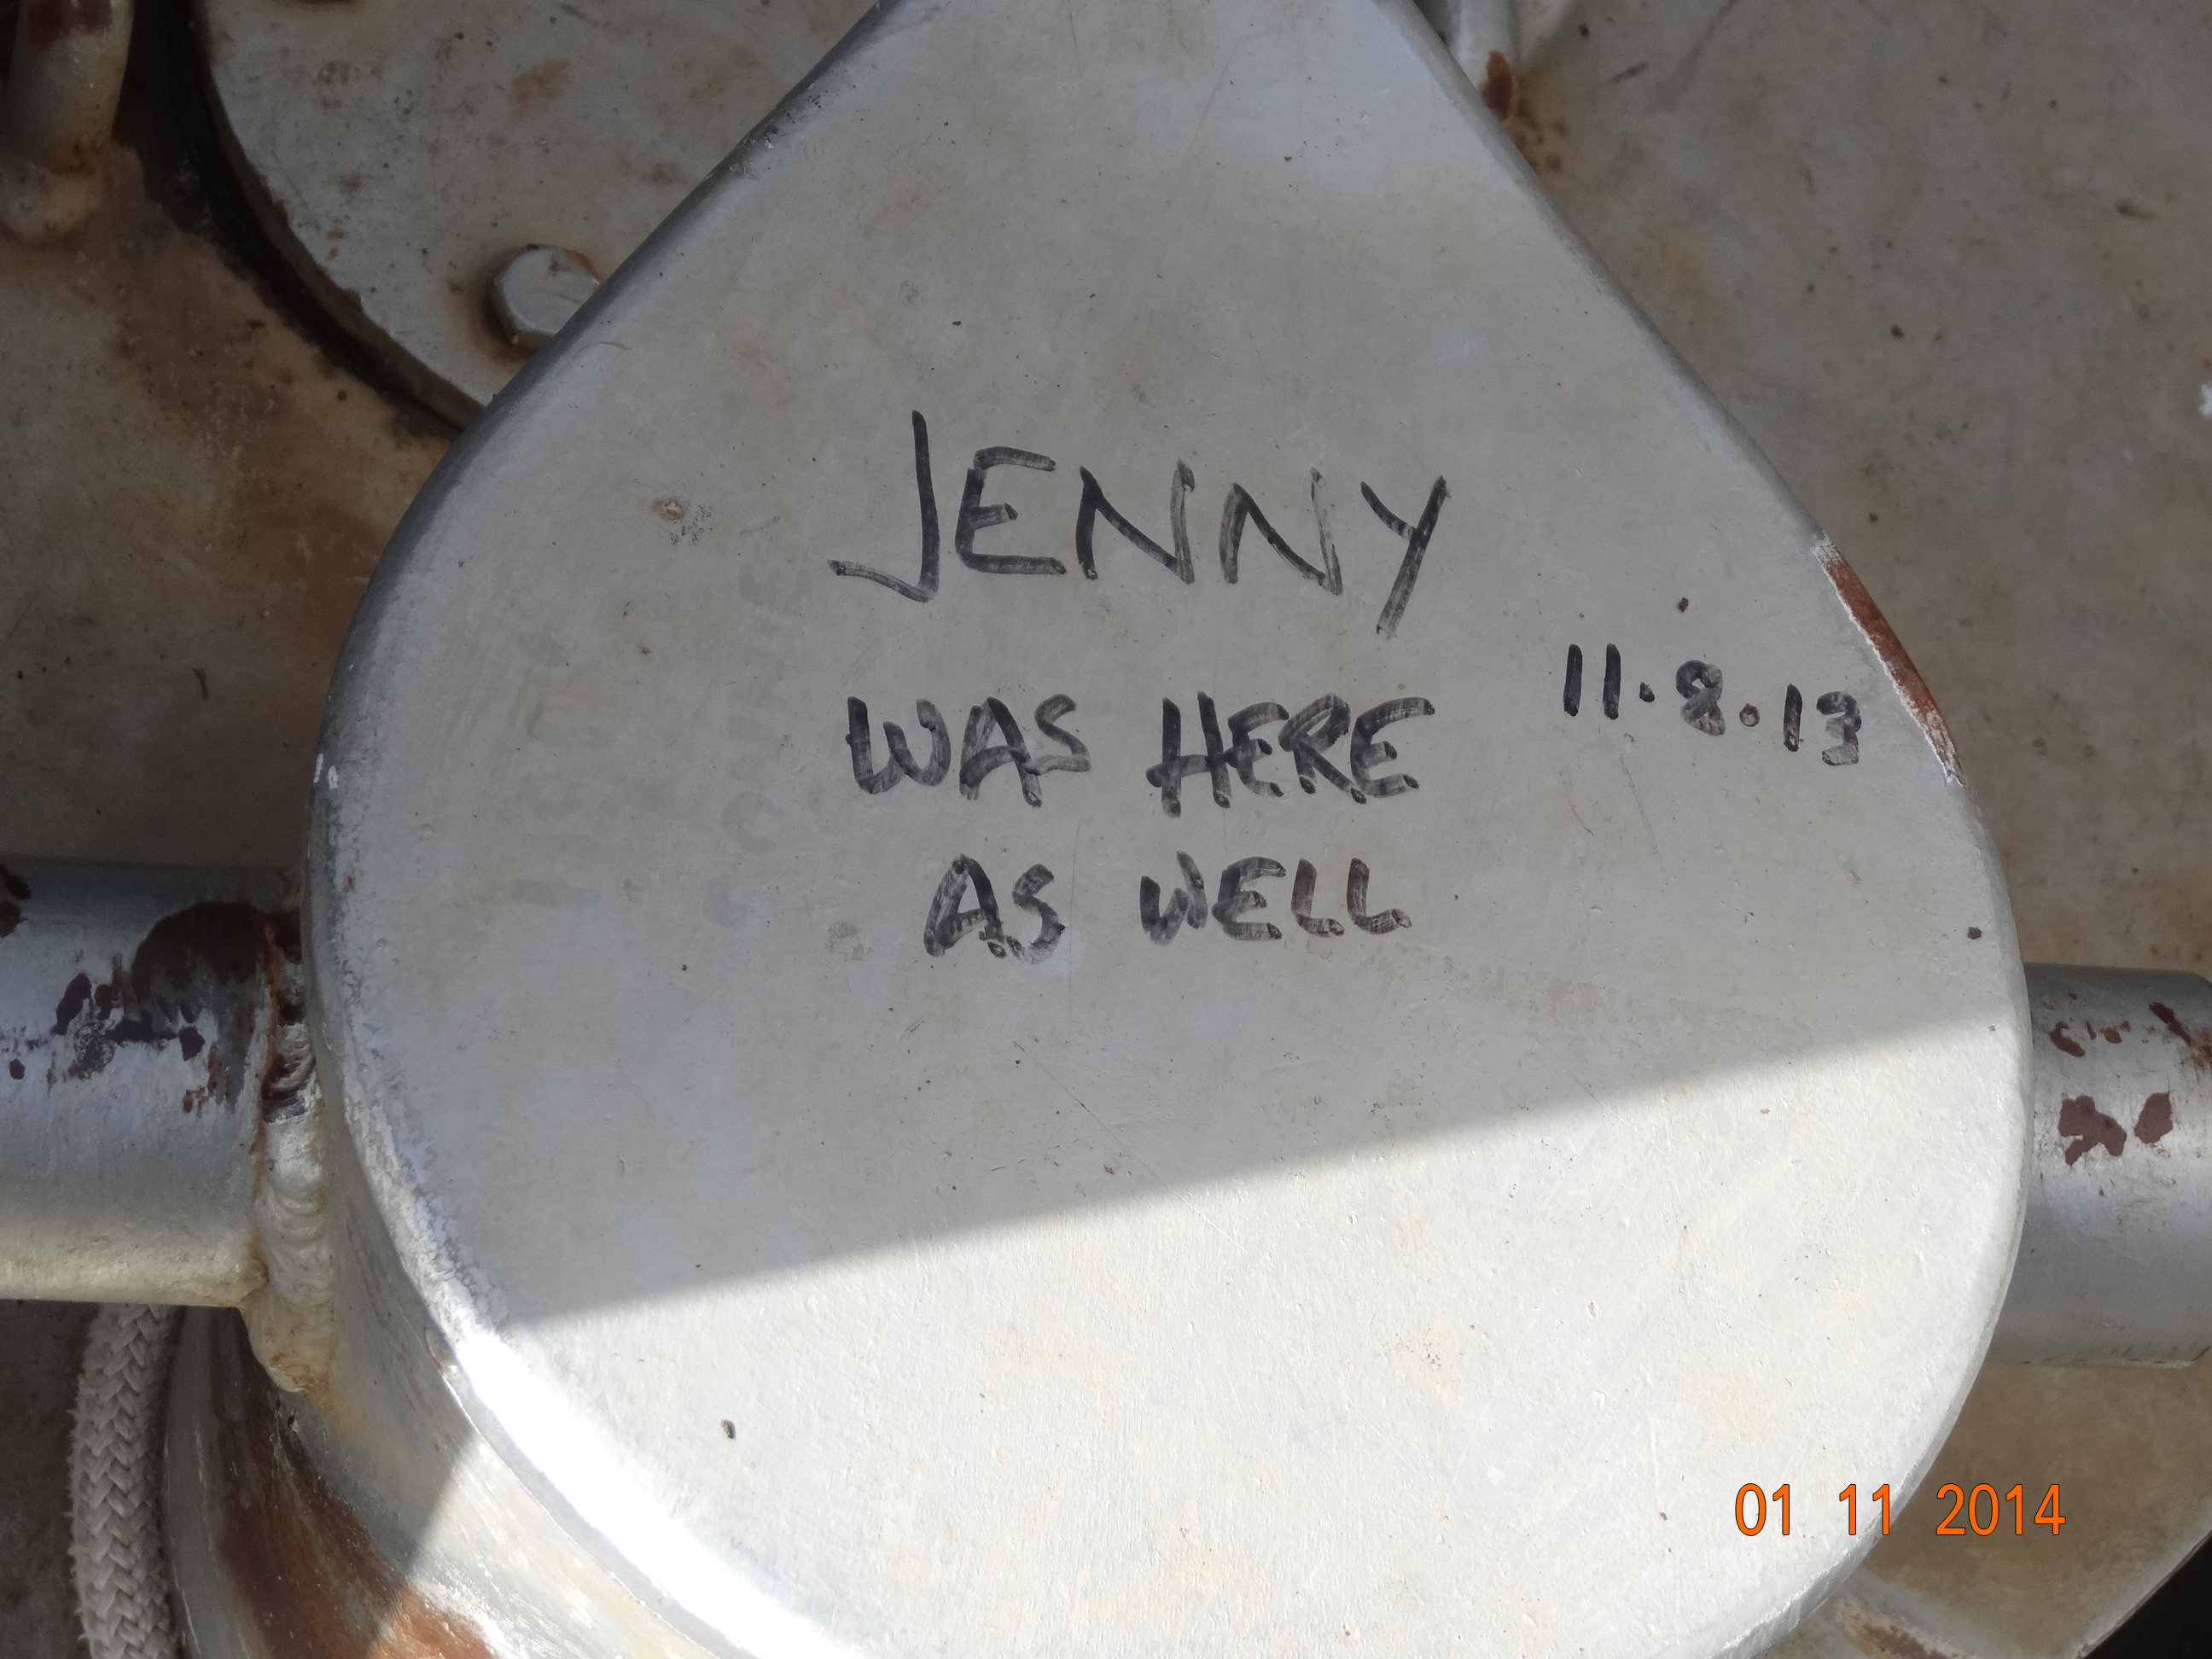 JENNY
WAS HERE
AS WELL
11.8.13
01 11 2014